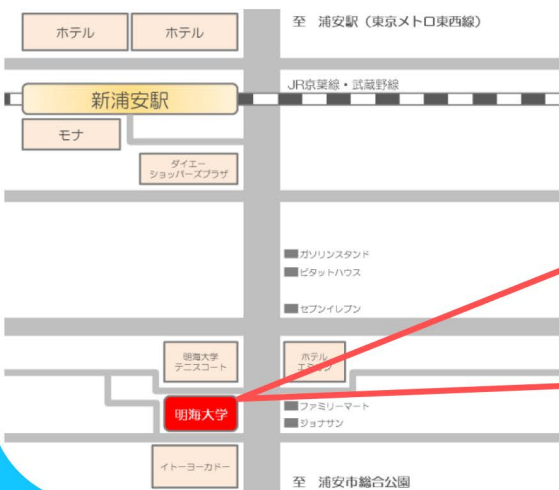 至 浦安駅（東京メトロ東西線）
ホテル
ホテル
JR京葉線・武蔵野線
新浦安駅
モナ
ダイエー
ショッパーズプラザ
ガソリンスタンド
ピタットハウス
セブンイレブン
明海大学
テニスコート
ホテル
明海大学
ファミリーマート
ジョナサン
イトーヨーカドー
至 浦安市総合公園